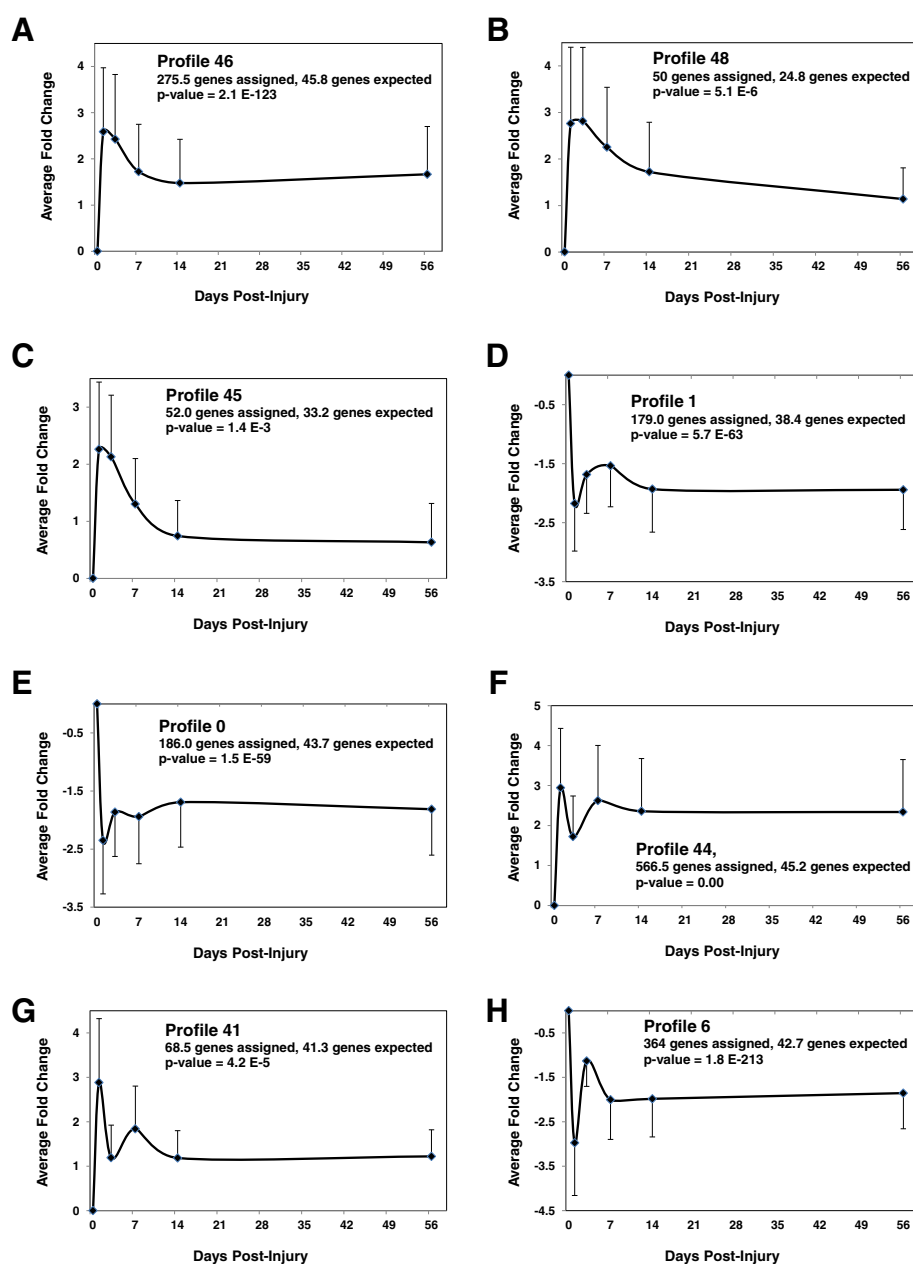 A
Profile 46
275.5 genes assigned, 45.8 genes expected
p-value = 2.1 E-123
Average Fold Change
4
3
2
1
0
0 7 14 21 28 35 42 49 56
Days Post-Injury
B
Profile 48
50 genes assigned, 24.8 genes expected
p-value = 5.1 E-6
Average Fold Change
4
3
2
1
0
0 7 14 21 28 35 42 49 56
Days Post-Injury
C
Profile 45
52.0 genes assigned, 33.2 genes expected
p-value = 1.4 E-3
Average Fold Change
3
2
1
0
0 7 14 21 28 35 42 49 56
Days Post-Injury
D
Profile 1
179.0 genes assigned, 38.4 genes expected
p-value = 5.7 E-63
Average Fold Change
-0.5
-1.5
-2.5
-3.5
0 7 14 21 28 35 42 49 56
Days Post-Injury
E
Profile 0
186.0 genes assigned, 43.7 genes expected
p-value = 1.5 E-59
Average Fold Change
-0.5
-1.5
-2.5
-3.5
0 7 14 21 28 35 42 49 56
Days Post-Injury
F
Profile 44,
566.5 genes assigned, 45.2 genes expected
p-value = 0.00
Average Fold Change
5
4
3
2
1
0
0 7 14 21 28 35 42 49 56
Days Post-Injury
G
Profile 41
68.5 genes assigned, 41.3 genes expected
p-value = 4.2 E-5
Average Fold Change
4
3
2
1
0
0 7 14 21 28 35 42 49 56
Days Post-Injury
H
Profile 6
364 genes assigned, 42.7 genes expected
p-value = 1.8 E-213
Average Fold Change
-0.5
-1.5
-2.5
-3.5
-4.5
0 7 14 21 28 35 42 49 56
Days Post-Injury